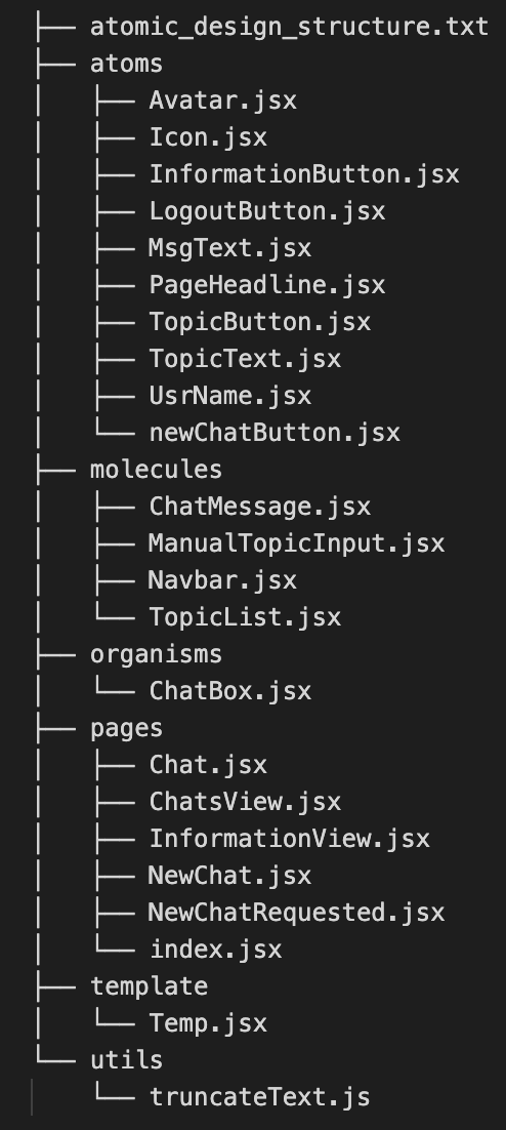 ├── atomic_design_structure.txt
├── atoms
│   ├── Avatar.jsx
│   ├── Icon.jsx
│   ├── InformationButton.jsx
│   ├── LogoutButton.jsx
│   ├── MsgText.jsx
│   ├── PageHeadline.jsx
│   ├── TopicButton.jsx
│   ├── TopicText.jsx
│   ├── UsrName.jsx
│   └── newChatButton.jsx
├── molecules
│   ├── ChatMessage.jsx
│   ├── ManualTopicInput.jsx
│   ├── Navbar.jsx
│   └── TopicList.jsx
├── organisms
│   └── ChatBox.jsx
├── pages
│   ├── Chat.jsx
│   ├── ChatsView.jsx
│   ├── InformationView.jsx
│   ├── NewChat.jsx
│   ├── NewChatRequested.jsx
│   └── index.jsx
├── template
│   └── Temp.jsx
└── utils
    └── truncateText.js